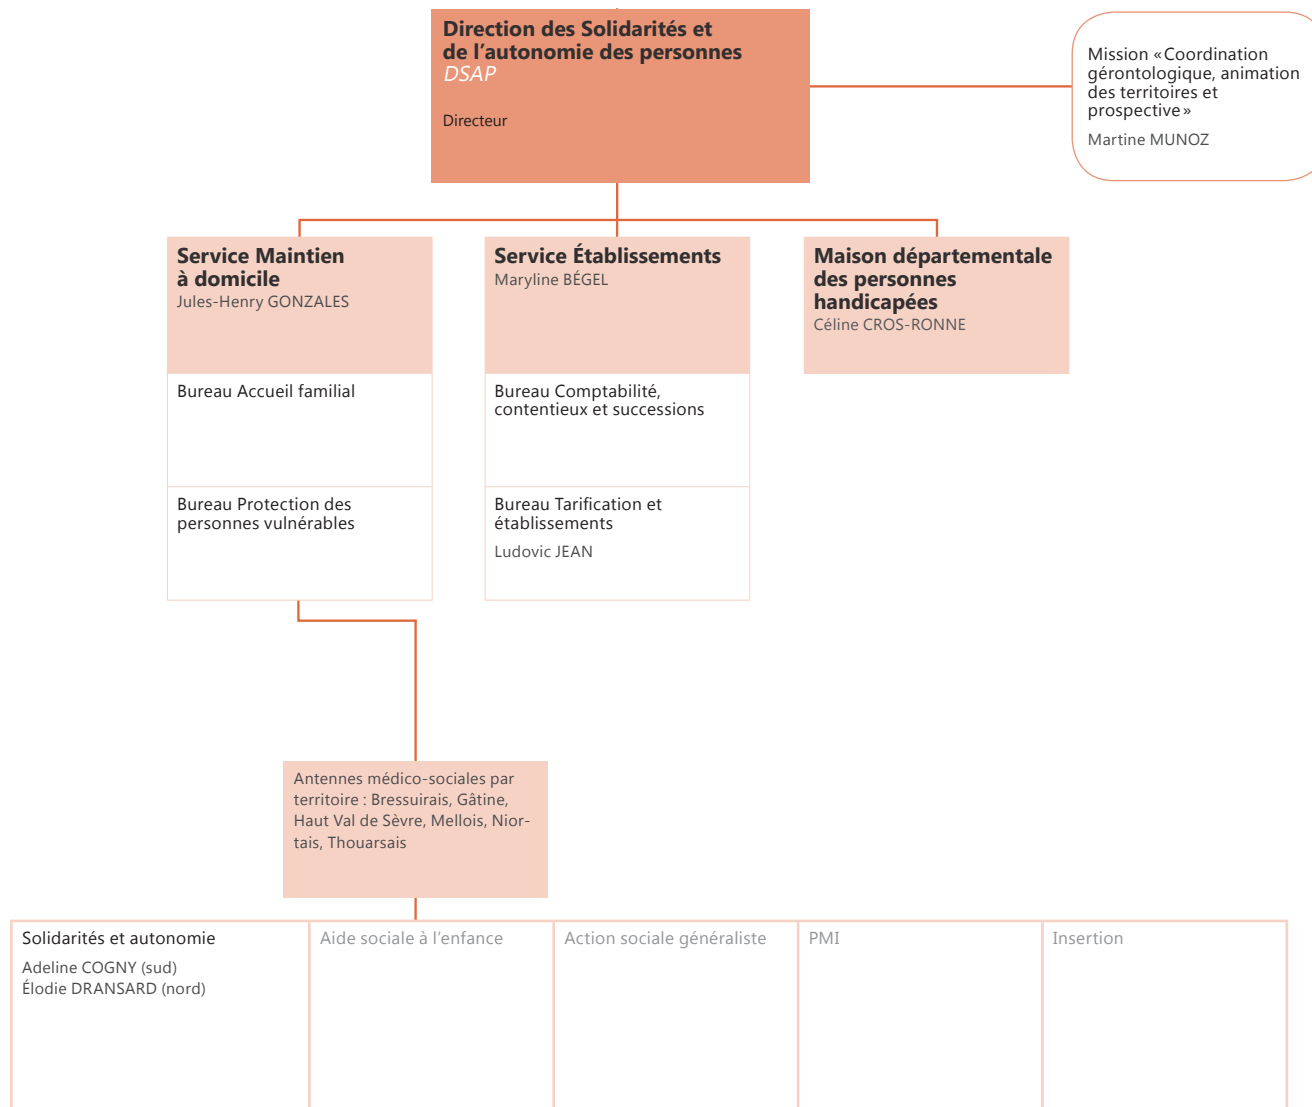 Direction des Solidarités et
de l’autonomie des personnes
DSAP
Directeur
Mission «Coordination
gérontologique, animation
des territoires et
prospective»
Martine MUNOZ
Service Maintien
à domicile
Jules-Henry GONZALES
Service Établissements
Maryline BÉGEL
Maison départementale
des personnes
handicapées
Céline CROS-RONNE
Bureau Accueil familial
Bureau Comptabilité,
contentieux et successions
Bureau Protection des
personnes vulnérables
Bureau Tarification et
établissements
Ludovic JEAN
Antennes médico-sociales par
territoire : Bressuirais, Gâtine,
Haut Val de Sèvre, Mellois, Nior-
tais, Thouarsais
Solidarités et autonomie
Adeline COGNY (sud)
Élodie DRANSARD (nord)
Aide sociale à l’enfance
Action sociale généraliste
PMI
Insertion